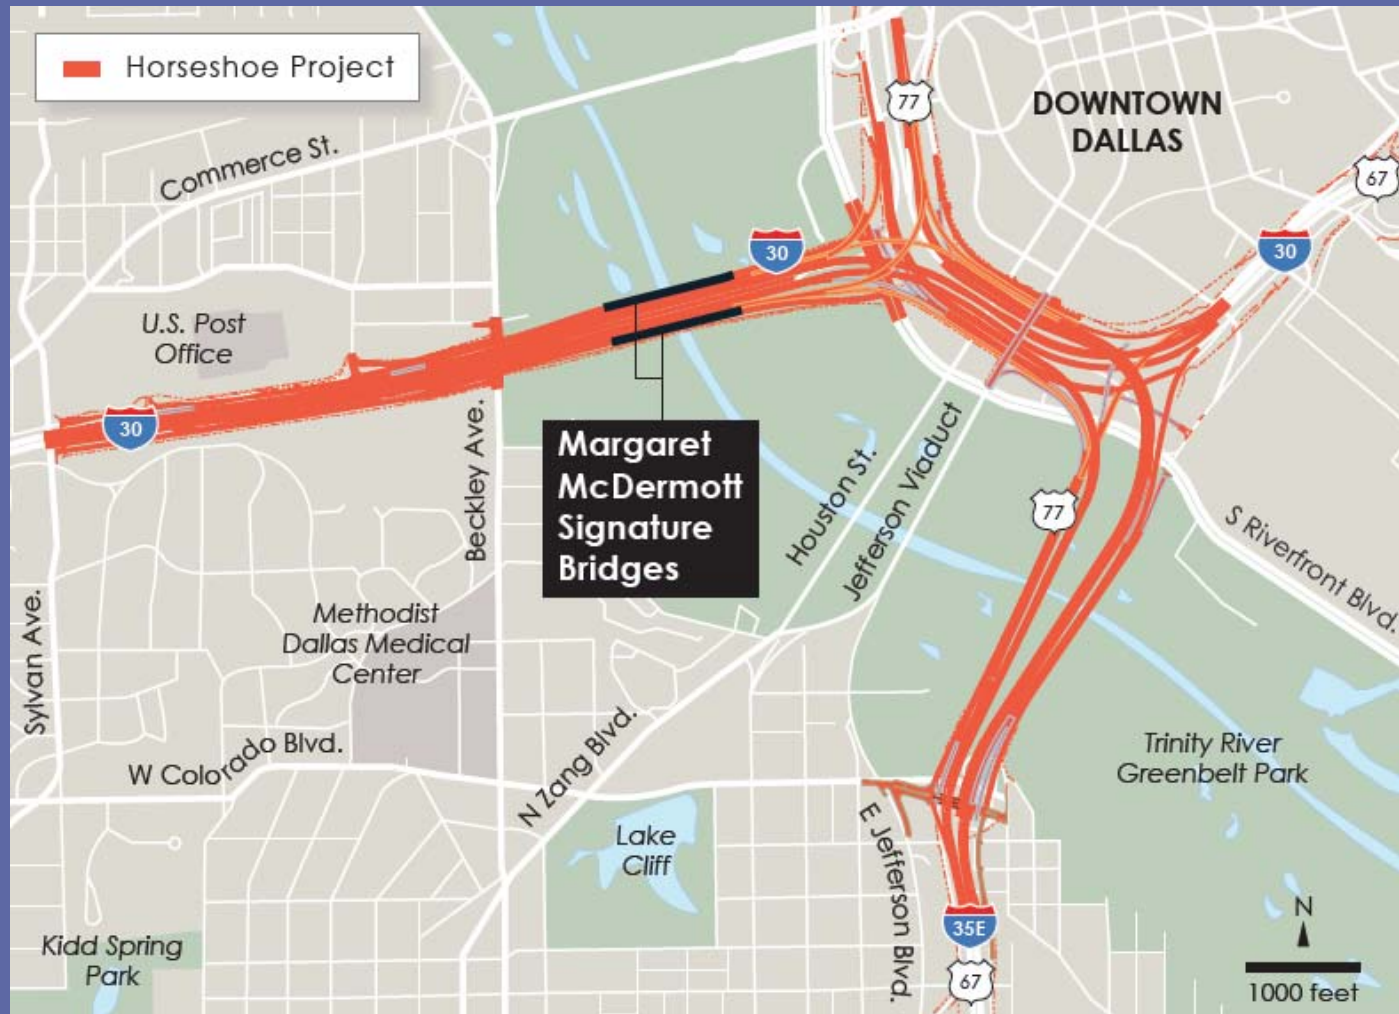 Horseshoe Project
77
DOWNTOWN
DALLAS
67
Commerce St.
30
30
U.S. Post
Office
30
Margaret
McDermott
Signature
Bridges
Beckley Ave.
Houston St.
Jefferson Viaduct
77
S Riverfront Blvd.
Sylvan Ave.
Methodist
Dallas Medical
Center
W Colorado Blvd.
N Zang Blvd.
Trinity River
Greenbelt Park
Lake
Cliff
E Jefferson Blvd.
Kidd Spring
Park
35E
67
N
1000 feet